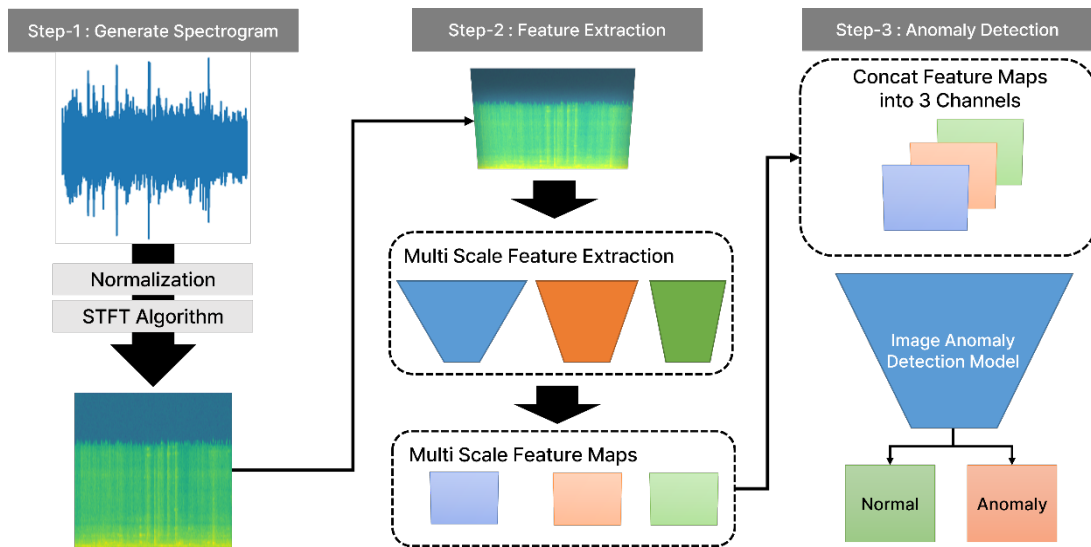 Step-1 : Generate Spectrogram
Normalization
STFT Algorithm
Step-2 : Feature Extraction
Multi Scale Feature Extraction
Multi Scale Feature Maps
Step-3 : Anomaly Detection
Concat Feature Maps
into 3 Channels
Image Anomaly
Detection Model
Normal
Anomaly